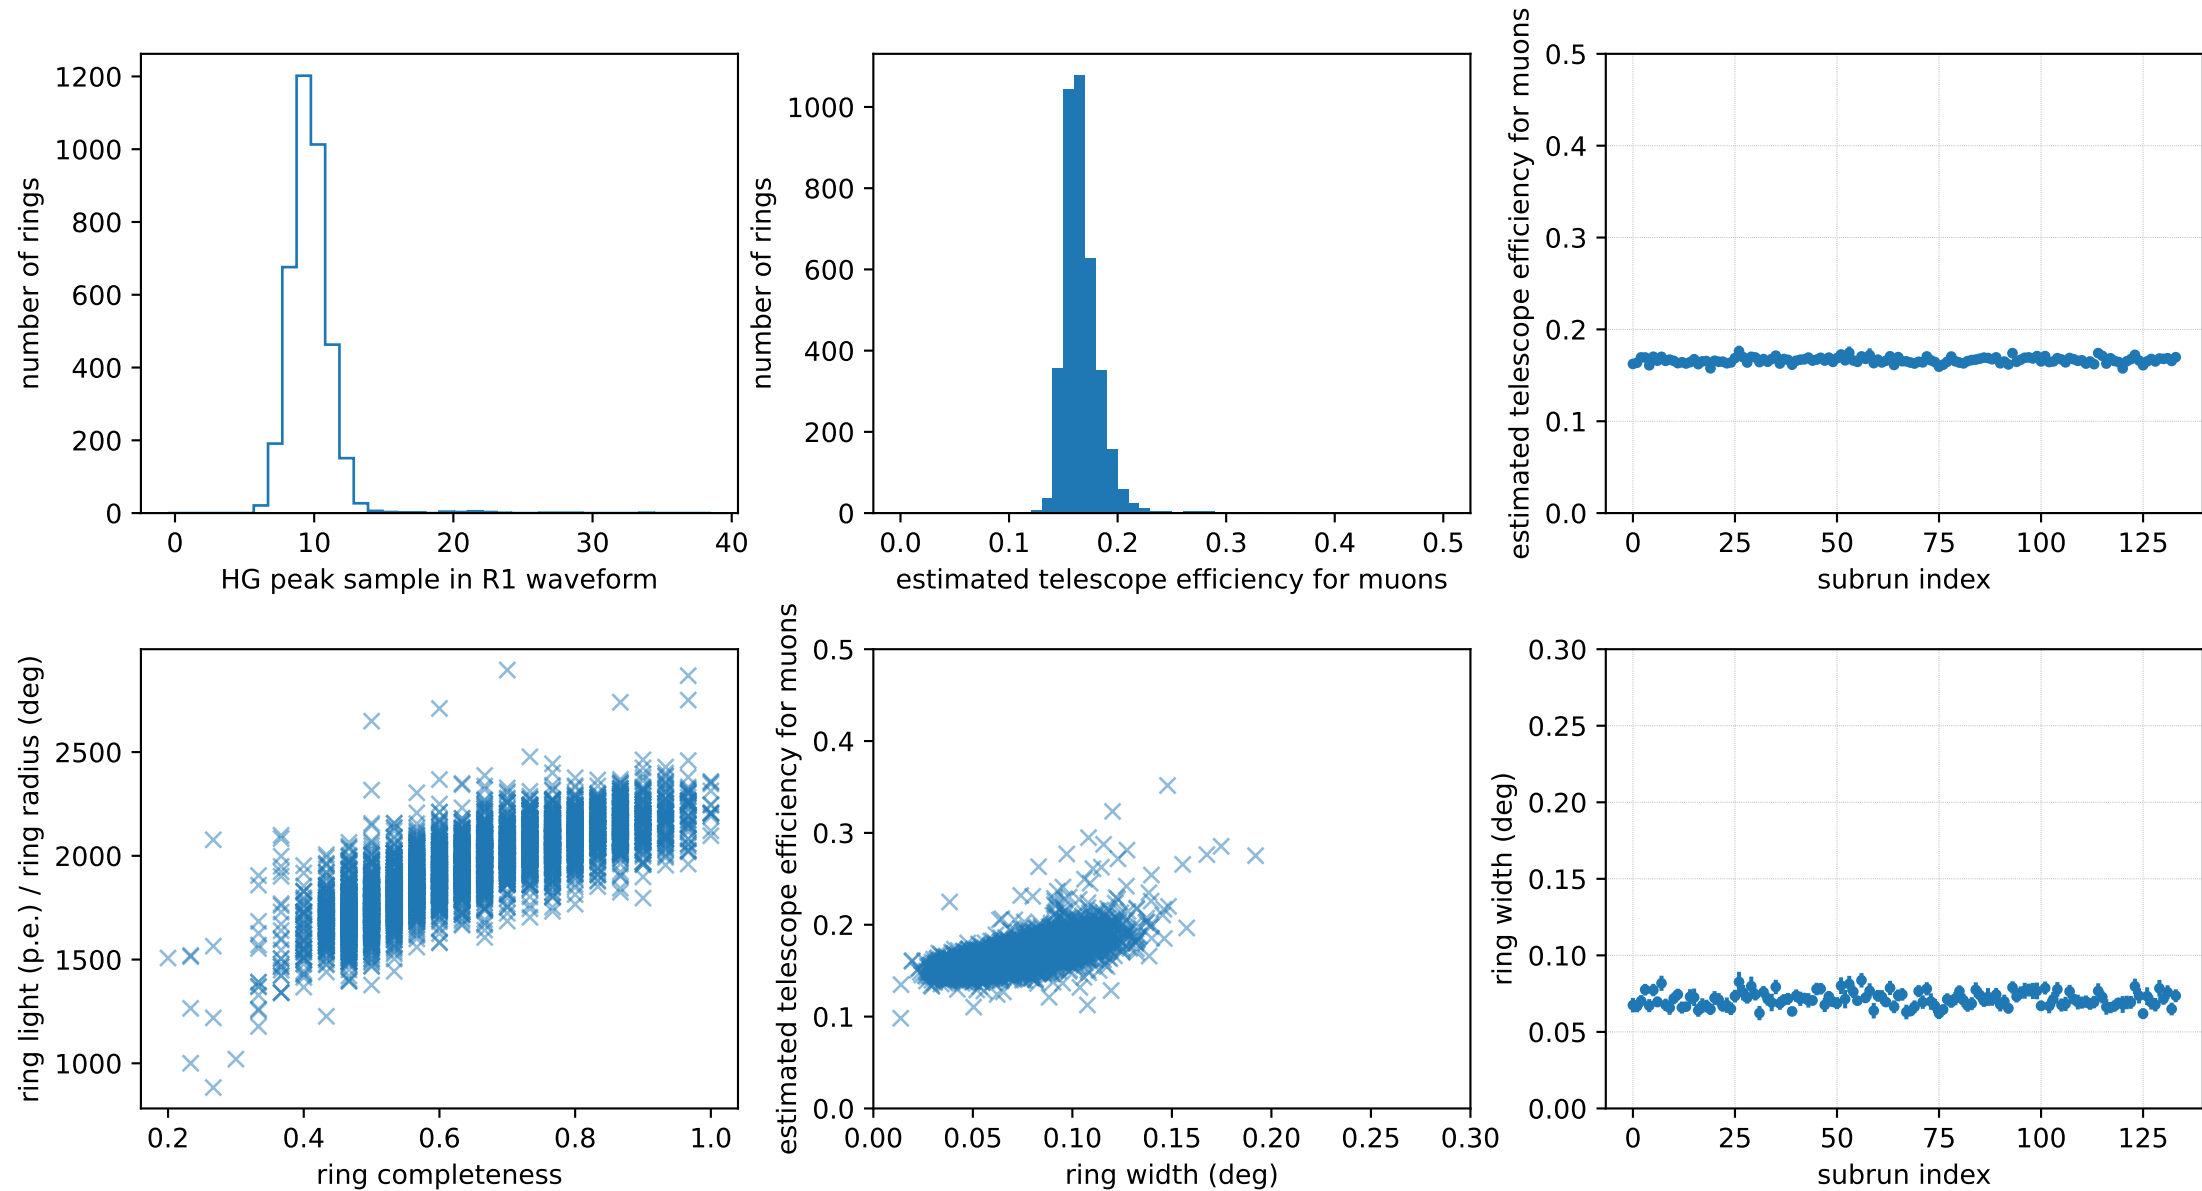 number of rings
1200
1000
800
600
400
200
0
0 10 20 30 40
HG peak sample in R1 waveform
number of rings
1000
800
600
400
200
0
0.0 0.1 0.2 0.3 0.4 0.5
estimated telescope efficiency for muons
estimated telescope efficiency for muons
0.5
0.4
0.3
0.2
0.1
0.0
0 25 50 75 100 125
subrun index
ring light (p.e.) / ring radius (deg)
2500
2000
1500
1000
0.2 0.4 0.6 0.8 1.0
ring completeness
estimated telescope efficiency for muons
0.5
0.4
0.3
0.2
0.1
0.0
0.00 0.05 0.10 0.15 0.20 0.25 0.30
ring width (deg)
ring width (deg)
0.30
0.25
0.20
0.15
0.10
0.05
0.00
0 25 50 75 100 125
subrun index